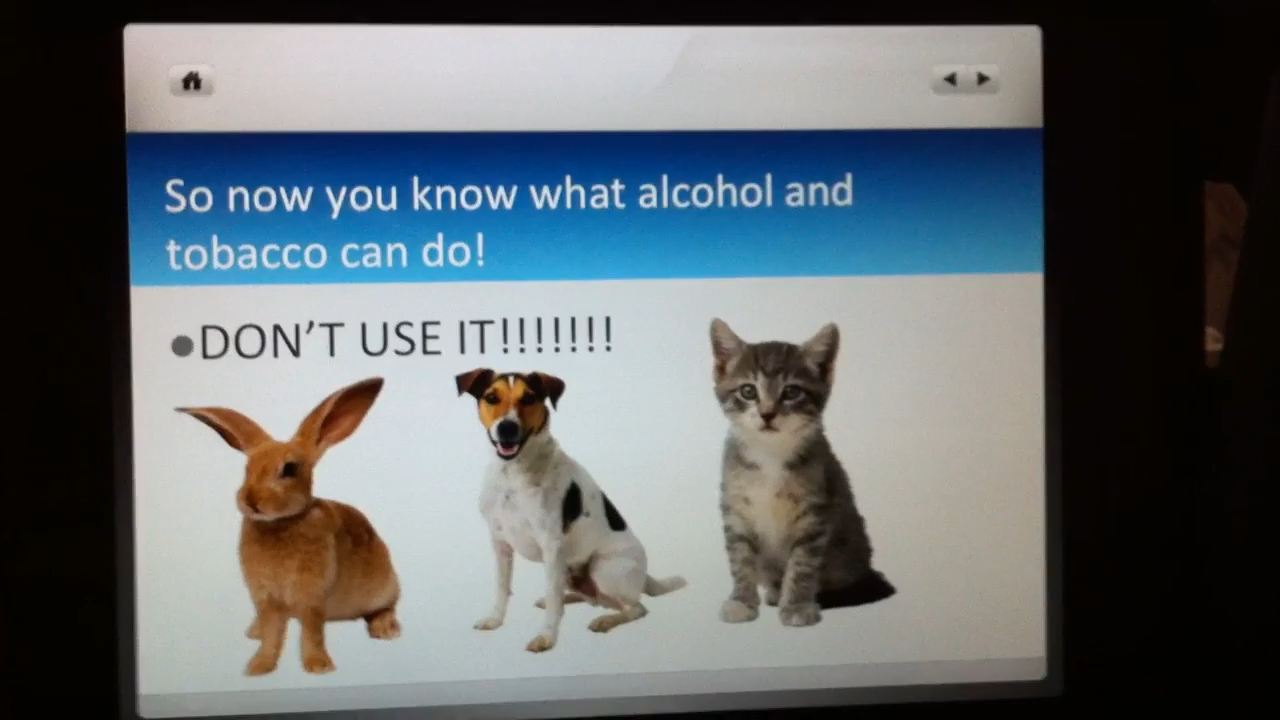 So now you know what alcohol and
tobacco can do!
●DON’T USE IT!!!!!!!